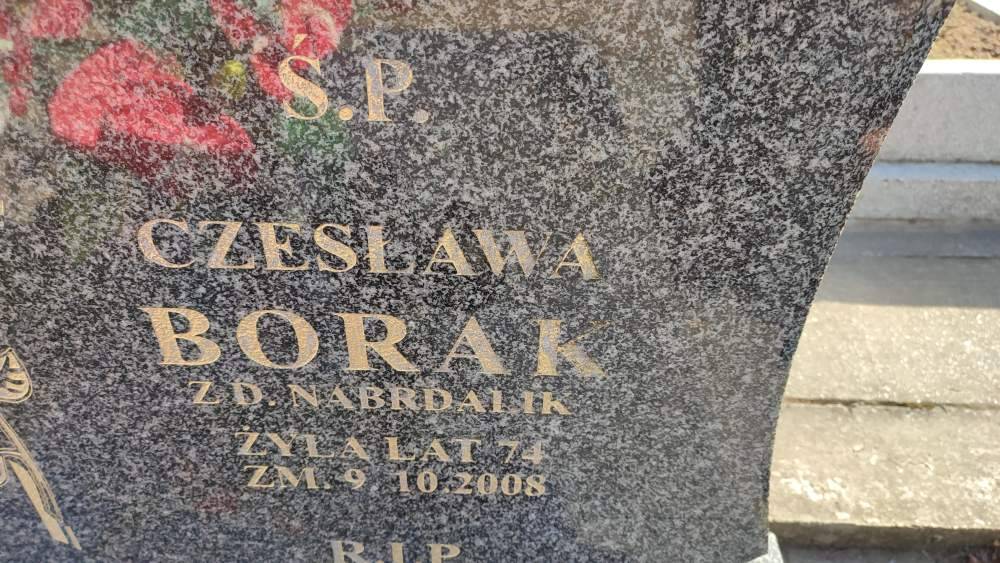 Ś.P.
CZESŁAWA
BORAK
Z D. NABRDALIK
ŻYŁA LAT 74
ZM. 9 10.2008
R.I.P.